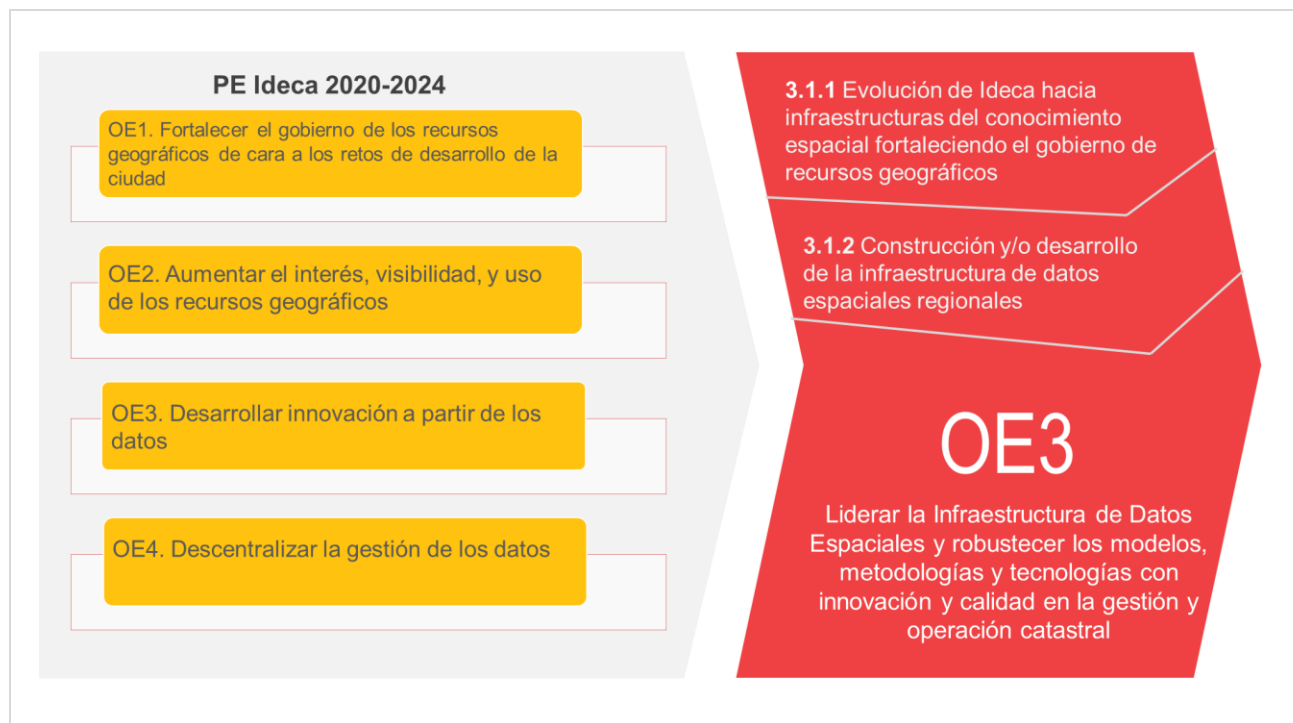 PE Ideca 2020-2024
OE1. Fortalecer el gobierno de los recursos
geográficos de cara a los retos de desarrollo de la
ciudad
OE2. Aumentar el interés, visibilidad, y uso
de los recursos geográficos
OE3. Desarrollar innovación a partir de los
datos
OE4. Descentralizar la gestión de los datos
3.1.1 Evolución de Ideca hacia
infraestructuras del conocimiento
espacial fortaleciendo el gobierno de
recursos geográficos
3.1.2 Construcción y/o desarrollo
de la infraestructura de datos
espaciales regionales
OE3
Liderar la Infraestructura de Datos
Espaciales y robustecer los modelos,
metodologías y tecnologías con
innovación y calidad en la gestión y
operación catastral